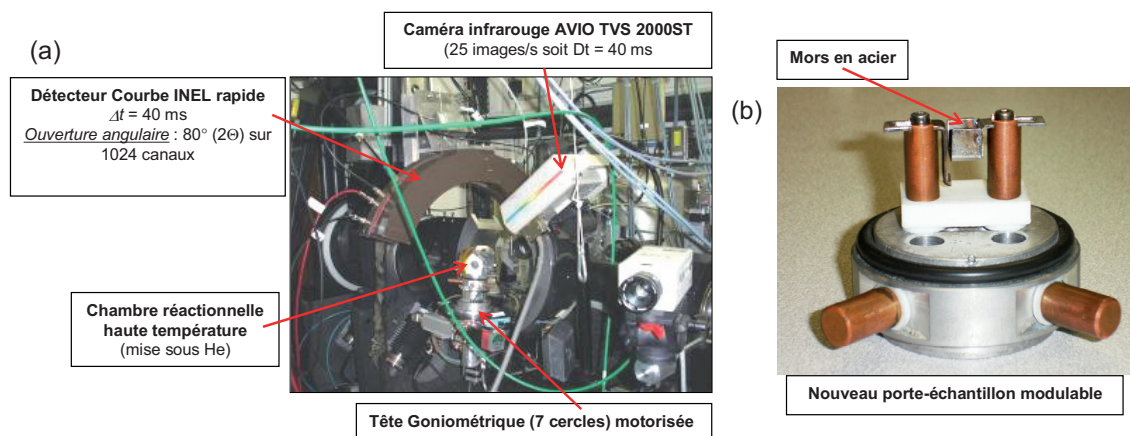 (a)
Caméra infrarouge AVIO TVS 2000ST
(25 images/s soit Dt = 40 ms
Détecteur Courbe INEL rapide
Δt = 40 ms
Ouverture angulaire : 80° (2Θ) sur
1024 canaux
Chambre réactionnelle
haute température
(mise sous He)
Tête Goniométrique (7 cercles) motorisée
(b)
Mors en acier
Nouveau porte-échantillon modulable